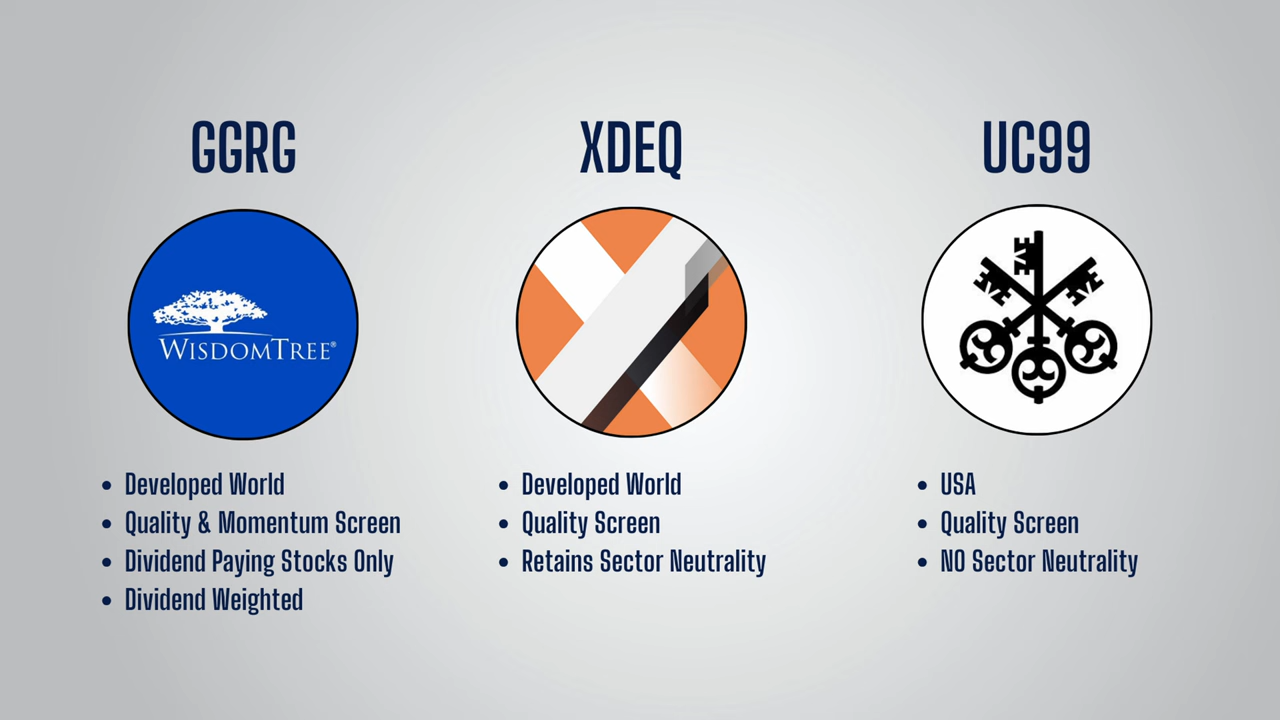 GGRG
WISDOMTREE®
• Developed World
• Quality & Momentum Screen
• Dividend Paying Stocks Only
• Dividend Weighted
XDEQ
• Developed World
• Quality Screen
• Retains Sector Neutrality
UC99
• USA
• Quality Screen
• NO Sector Neutrality